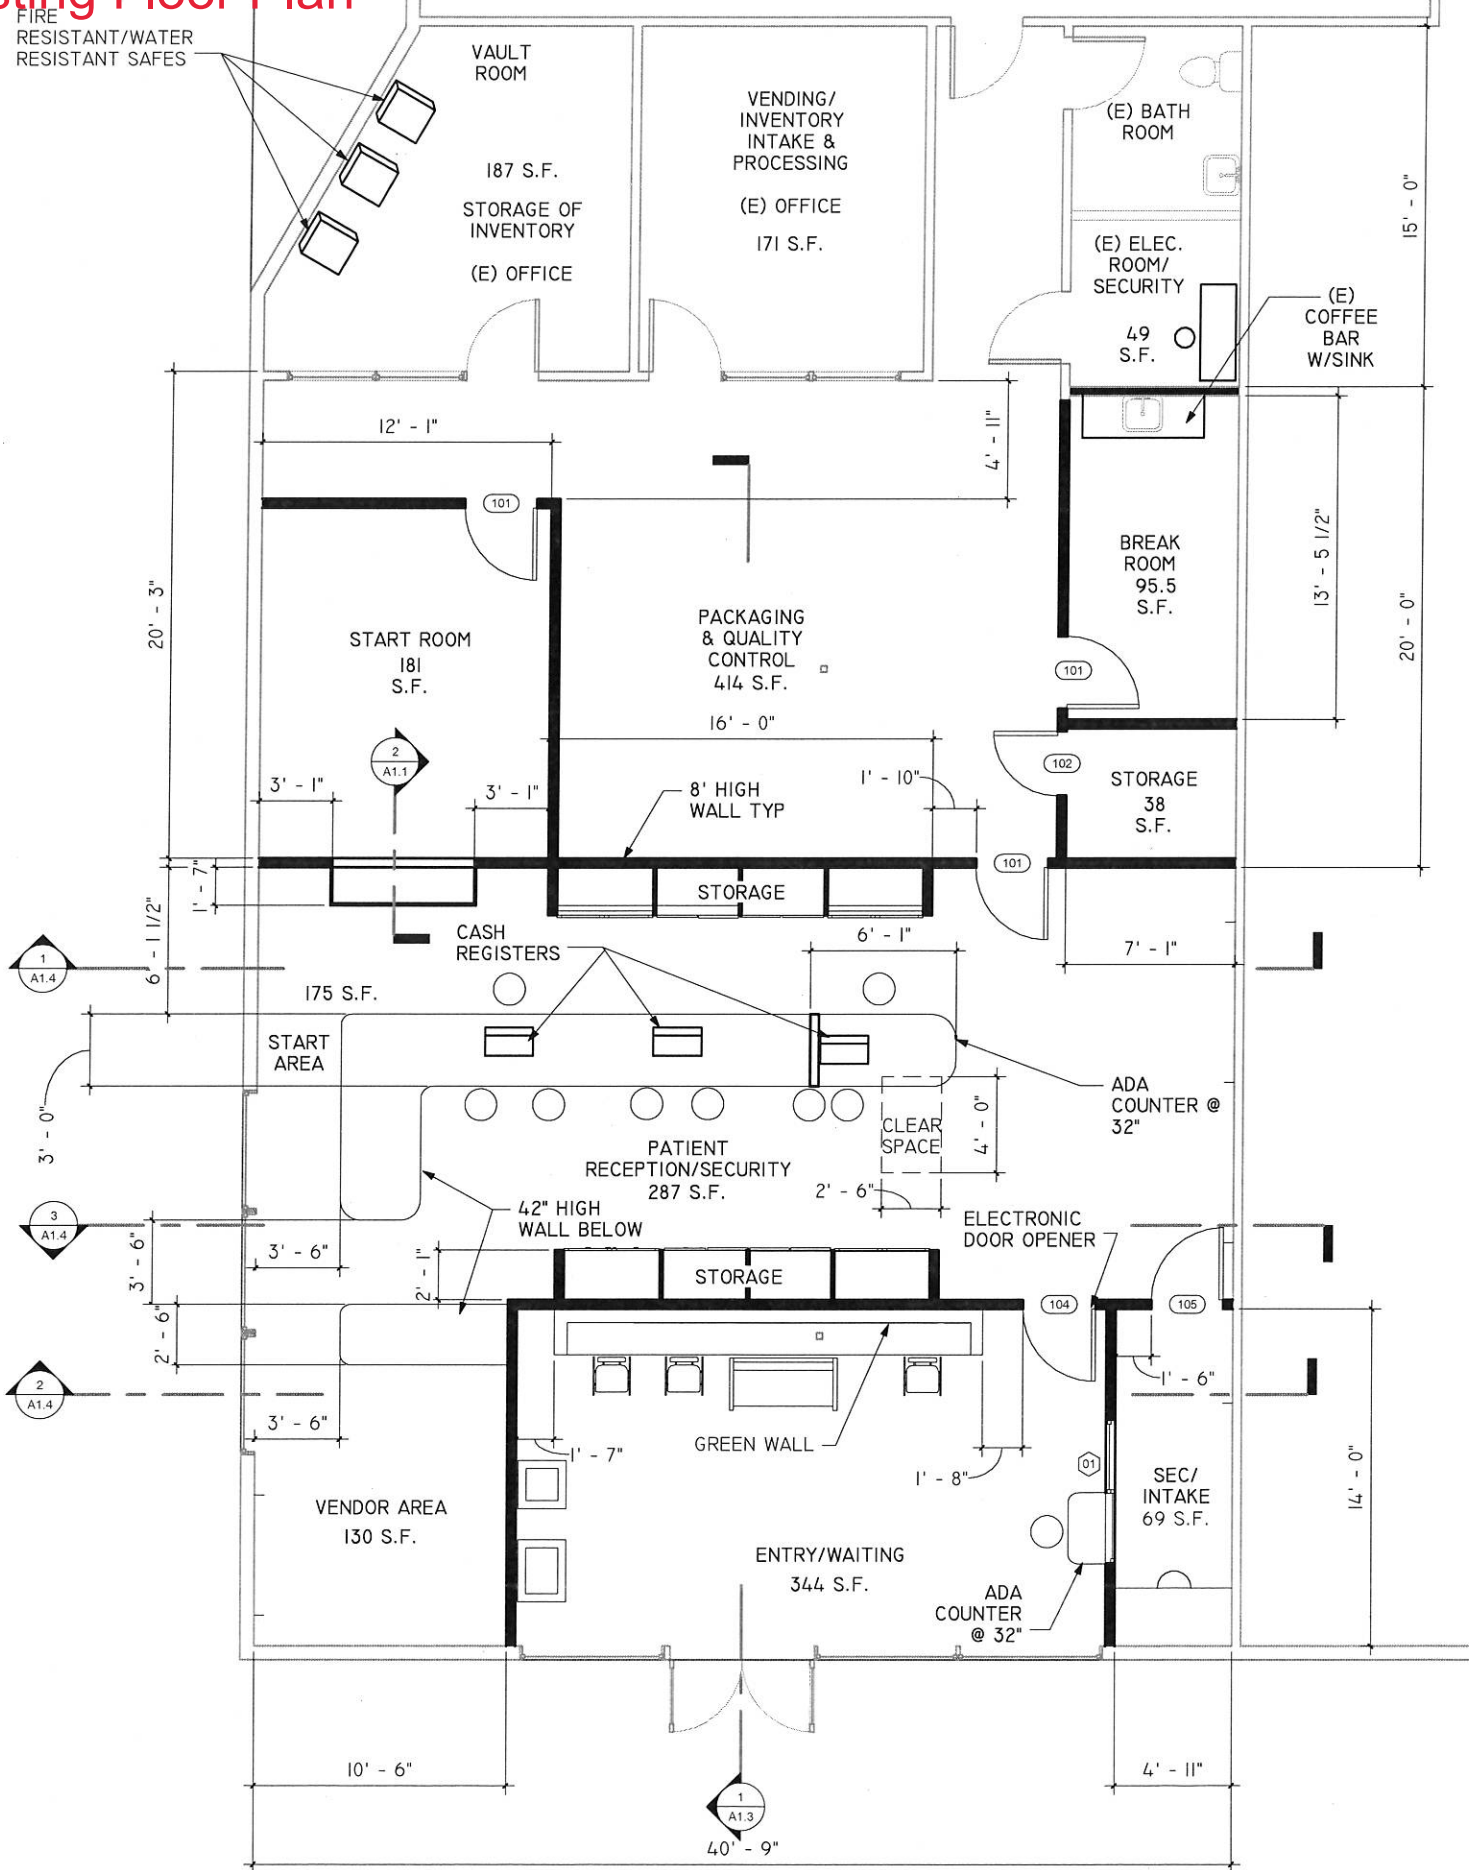 sting Floor Plan
FIRE
RESISTANT/WATER
RESISTANT SAFES
VAULT
ROOM
187 S.F.
STORAGE OF
INVENTORY
(E) OFFICE
VENDING/
INVENTORY
INTAKE &
PROCESSING
(E) OFFICE
171 S.F.
(E) BATH
ROOM
(E) ELEC.
ROOM/
SECURITY
49
S.F.
15' - 0"
(E)
COFFEE
BAR
W/SINK
12' - 1"
4' - 11"
101
20' - 3"
START ROOM
181
S.F.
PACKAGING
& QUALITY
CONTROL
414 S.F.
16' - 0"
BREAK
ROOM
95.5
S.F.
13' - 5 1/2"
20' - 0"
101
2
A1.1
3' - 1"
3' - 1"
8' HIGH
WALL TYP
1' - 10"
102
STORAGE
38
S.F.
101
1' - 7"
STORAGE
6' - 1 1/2"
CASH
REGISTERS
6' - 1"
7' - 1"
1
A1.4
175 S.F.
START
AREA
3' - 0"
ADA
COUNTER @
32"
CLEAR
SPACE
4' - 0"
PATIENT
RECEPTION/SECURITY
287 S.F.
2' - 6"
3
A1.4
42" HIGH
WALL BELOW
ELECTRONIC
DOOR OPENER
3' - 6"
3' - 6"
2' - 1"
STORAGE
104
105
2' - 6"
2
A1.4
1' - 6"
3' - 6"
1' - 7"
GREEN WALL
1' - 8"
01
SEC/
INTAKE
69 S.F.
14' - 0"
VENDOR AREA
130 S.F.
ENTRY/WAITING
344 S.F.
ADA
COUNTER
@ 32"
10' - 6"
4' - 11"
1
A1.3
40' - 9"